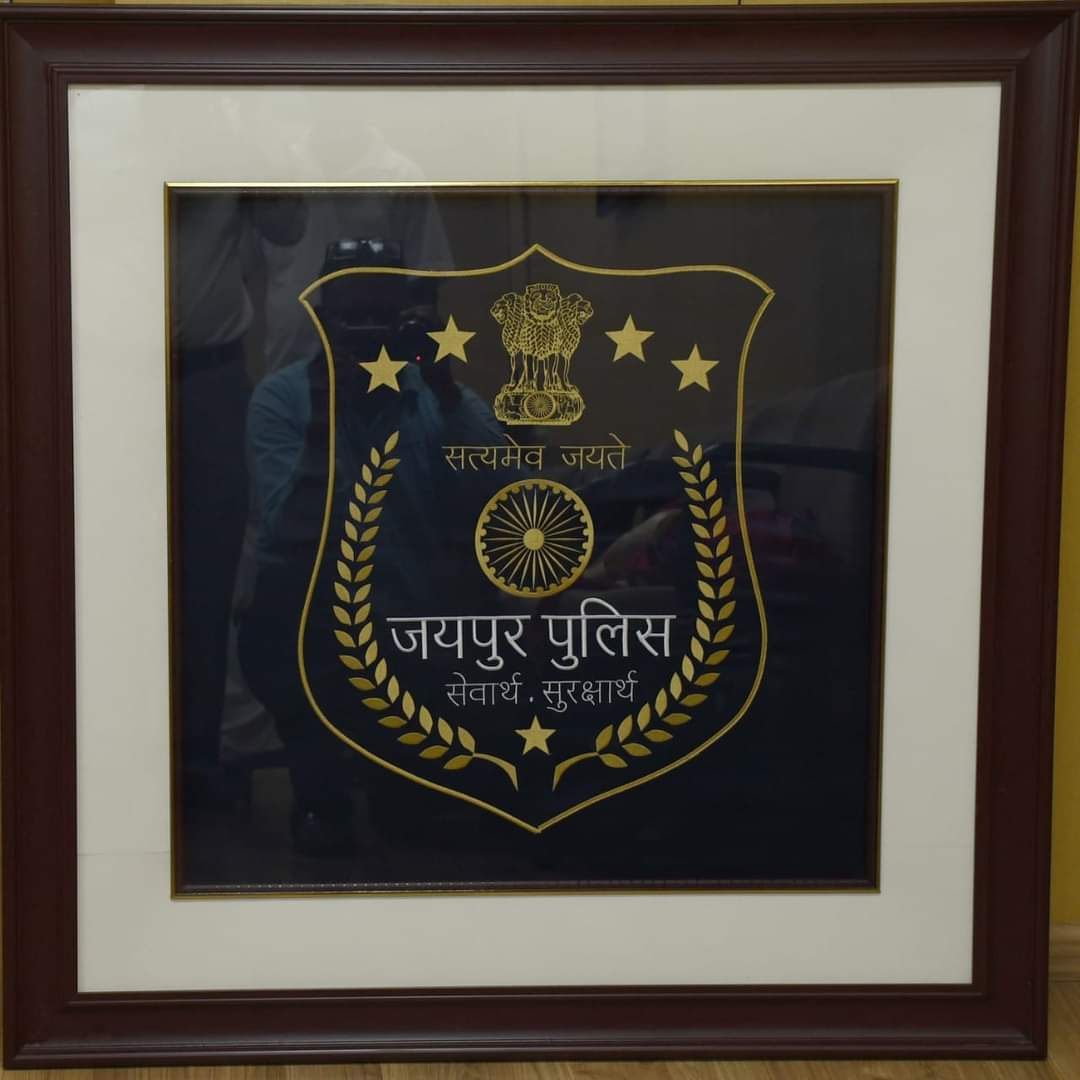 सत्यमेव जयते
जयपुर पुलिस
सेवार्थ . सुरक्षार्थ